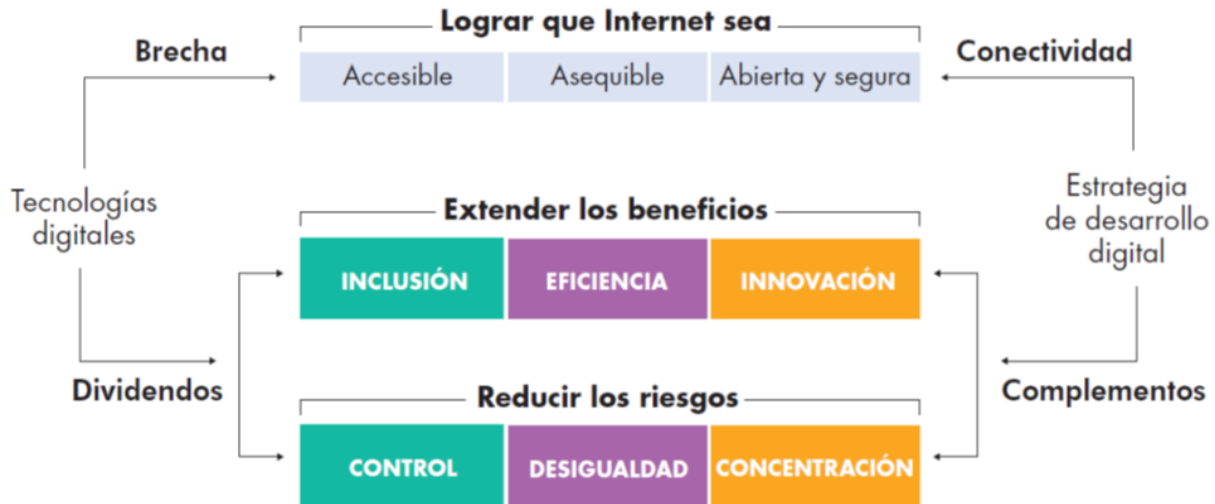 Lograr que Internet sea
Brecha
Accesible
Asequible
Abierta y segura
Conectividad
Tecnologías
digitales
Extender los beneficios
INCLUSIÓN
EFICIENCIA
INNOVACIÓN
Estrategia
de desarrollo
digital
Dividendos
Reducir los riesgos
CONTROL
DESIGUALDAD
CONCENTRACIÓN
Complementos